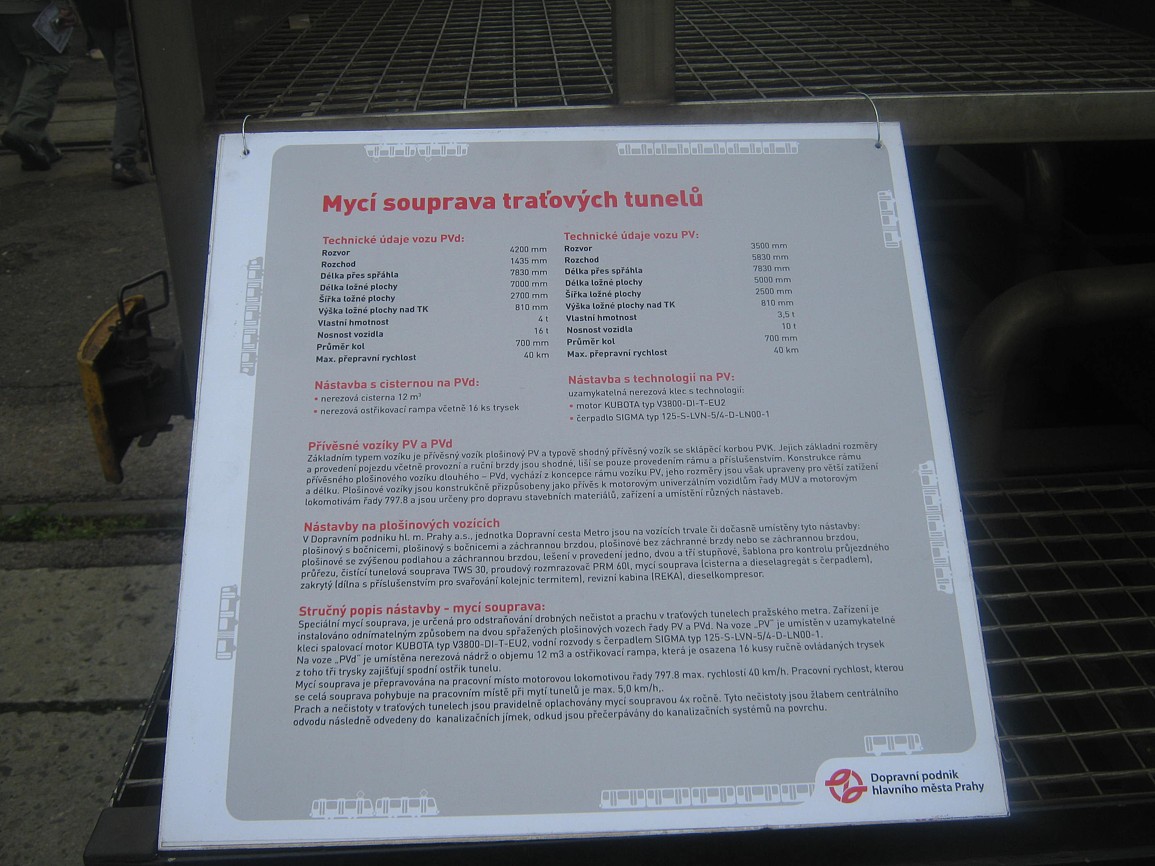 Mycí souprava traťových tunelů
Technické údaje vozu PVd:
Rozvor 4200 mm
Rozchod 1435 mm
Délka přes spřáhla 7830 mm
Délka ložné plochy 7000 mm
Šířka ložné plochy 2700 mm
Výška ložné plochy nad TK 810 mm
Vlastní hmotnost 4 t
Nosnost vozidla 16 t
Průměr kol 700 mm
Max. přepravní rychlost 40 km
Technické údaje vozu PV:
Rozvor 3500 mm
Rozchod 5830 mm
Délka přes spřáhla 7830 mm
Délka ložné plochy 5000 mm
Šířka ložné plochy 2500 mm
Výška ložné plochy nad TK 810 mm
Vlastní hmotnost 3,5 t
Nosnost vozidla 10 t
Průměr kol 700 mm
Max. přepravní rychlost 40 km
Nástavba s cisternou na PVd:
• nerezová cisterna 12 m³
• nerezová ostřikovací rampa včetně 16 ks trysek
Nástavba s technologií na PV:
uzamykatelná nerezová klec s technologií:
• motor KUBOTA typ V3800-DI-T-EU2
• čerpadlo SIGMA typ 125-S-LVN-5/4-D-LN00-1
Přívěsné vozíky PV a PVd
Základním typem vozíku je přívěsný vozík plošinový PV a typově shodný přívěsný vozík se sklápěcí korbou PVK. Jejich základní rozměry
a provedení pojezdu včetně provozní a ruční brzdy jsou shodné, liší se pouze provedením rámu a příslušenstvím. Konstrukce rámu
přívěsného plošinového vozíku dlouhého – PVd, vychází z koncepce rámu vozíku PV, jeho rozměry jsou však upraveny pro větší zatížení
a délku. Plošinové vozíky jsou konstrukčně přizpůsobeny jako přívěs k motorovým univerzálním vozidlům řady MUV a motorovým
lokomotivám řady 797.8 a jsou určeny pro dopravu stavebních materiálů, zařízení a umístění různých nástaveb.
Nástavby na plošinových vozících
V Dopravním podniku hl. m. Prahy a.s., jednotka Dopravní cesta Metro jsou na vozících trvale či dočasně umístěny tyto nástavby:
plošinový s bočnicemi, plošinový s bočnicemi a záchrannou brzdou, plošinové bez záchranné brzdy nebo se záchrannou brzdou,
plošinové se zvýšenou podlahou a záchrannou brzdou, lešení v provedení jedno, dvou a tří stupňové, šablona pro kontrolu průjezdného
průřezu, čistící tunelová souprava TWS 30, proudový rozmrazovač PRM 60l, mycí souprava (cisterna a dieselagregát s čerpadlem),
zakrytý (dílna s příslušenstvím pro svařování kolejnic termitem), revizní kabina (REKA), dieselkompresor.
Stručný popis nástavby - mycí souprava:
Speciální mycí souprava, je určena pro odstraňování drobných nečistot a prachu v traťových tunelech pražského metra. Zařízení je
instalováno odnímatelným způsobem na dvou spřažených plošinových vozech řady PV a PVd. Na voze „PV“ je umístěn v uzamykatelné
kleci spalovací motor KUBOTA typ V3800-DI-T-EU2, vodní rozvody s čerpadlem SIGMA typ 125-S-LVN-5/4-D-LN00-1.
Na voze „PVd“ je umístěna nerezová nádrž o objemu 12 m3 a ostřikovací rampa, která je osazena 16 kusy ručně ovládaných trysek
z toho tři trysky zajišťují spodní ostřik tunelu.
Mycí souprava je přepravována na pracovní místo motorovou lokomotivou řady 797.8 max. rychlostí 40 km/h. Pracovní rychlost, kterou
se celá souprava pohybuje na pracovním místě při mytí tunelů je max. 5,0 km/h,.
Prach a nečistoty v traťových tunelech jsou pravidelně oplachovány mycí soupravou 4x ročně. Tyto nečistoty jsou žlabem centrálního
odvodu následně odvedeny do kanalizačních jímek, odkud jsou přečerpávány do kanalizačních systémů na povrchu.
Dopravní podnik
hlavního města Prahy